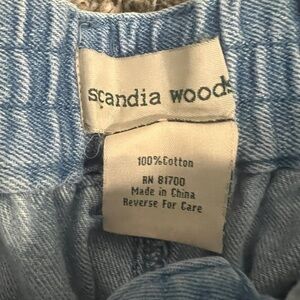 scandia woods
100%Cotton
RN 81700
Made in China
Reverse For Care